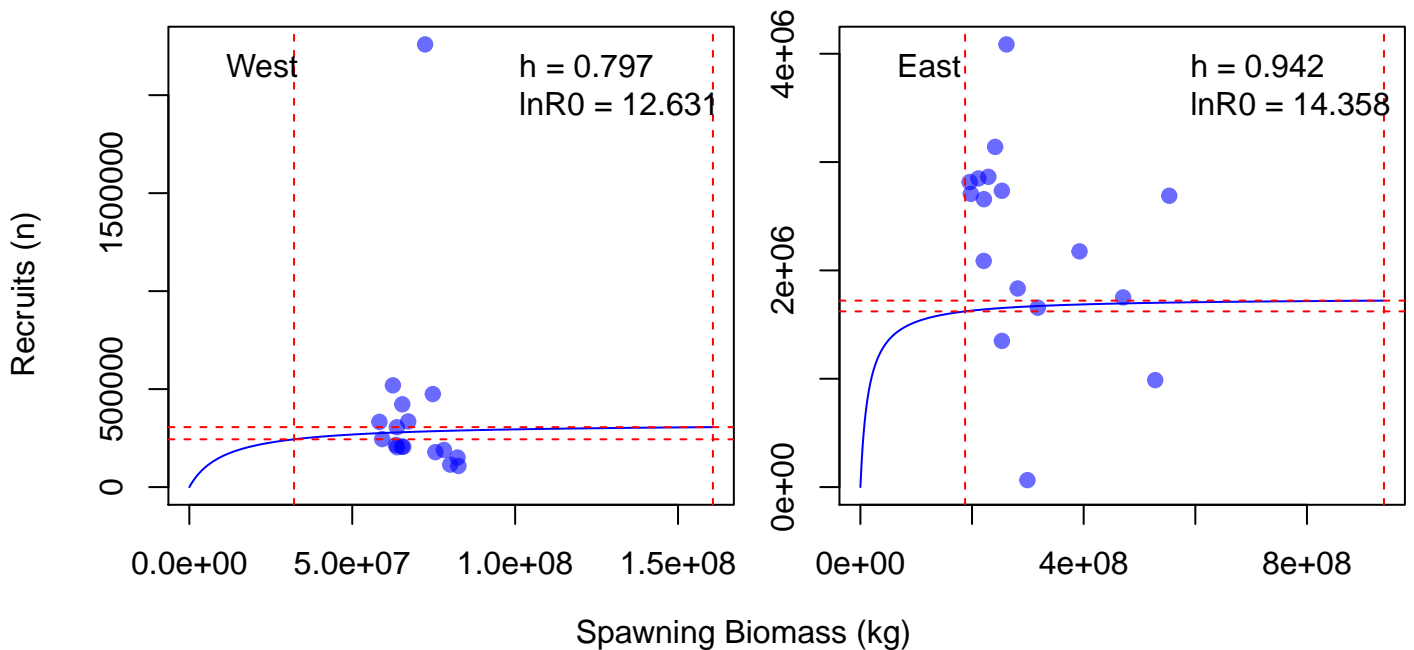 West
h = 0.797
lnR0 = 12.631
East
h = 0.942
lnR0 = 14.358
Recruits (n)
1500000
500000
0
4e+06
2e+06
0e+00
0.0e+00 5.0e+07 1.0e+08 1.5e+08
0e+00 4e+08 8e+08
Spawning Biomass (kg)